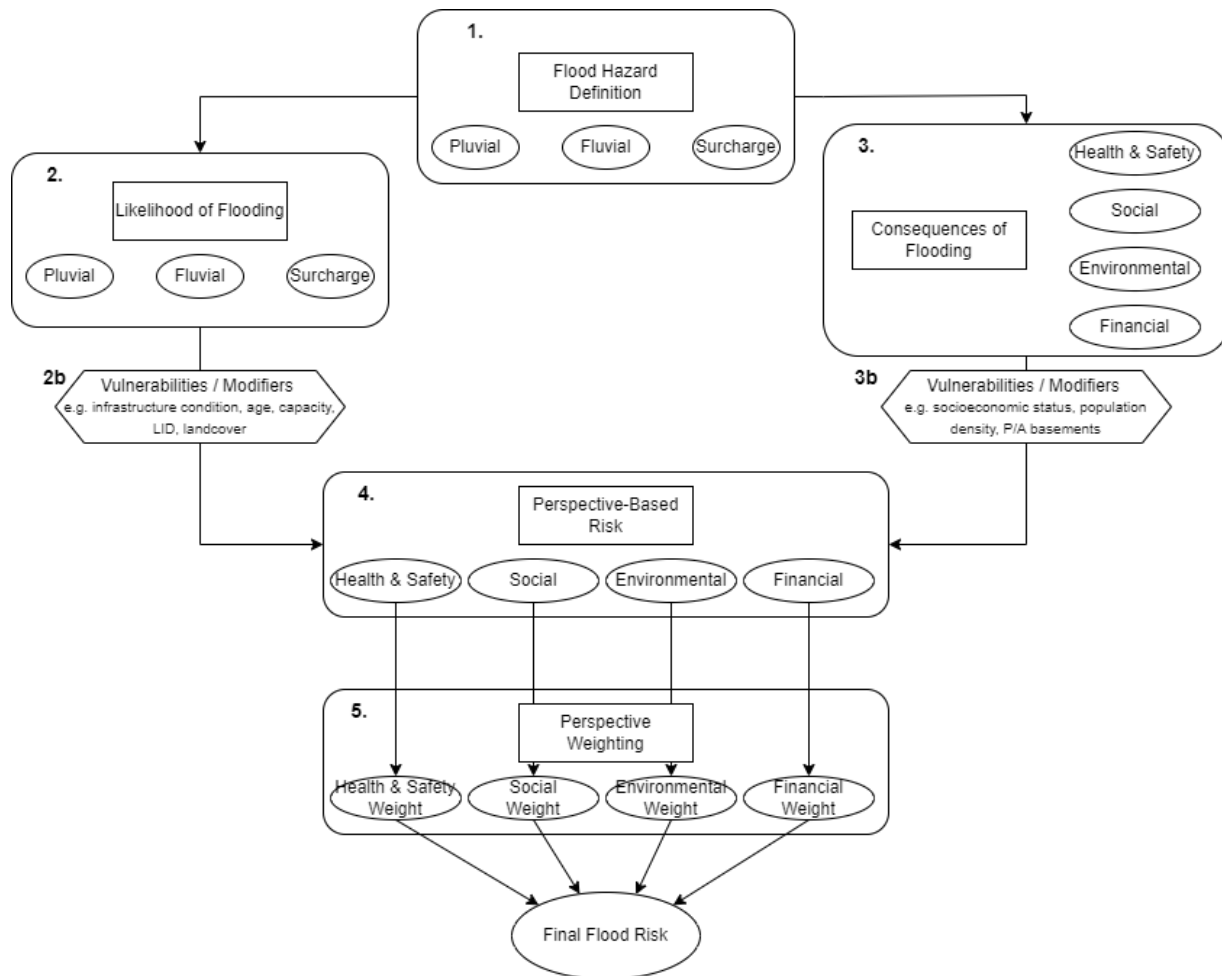 1.
Flood Hazard
Definition
Pluvial
Fluvial
Surcharge
2.
Likelihood of Flooding
Pluvial
Fluvial
Surcharge
3.
Health & Safety
Social
Consequences of
Flooding
Environmental
Financial
2b
Vulnerabilities / Modifiers
e.g. infrastructure condition, age, capacity,
LID, landcover
3b
Vulnerabilities / Modifiers
e.g. socioeconomic status, population
density, P/A basements
4.
Perspective-Based
Risk
Health & Safety
Social
Environmental
Financial
5.
Perspective
Weighting
Health & Safety
Weight
Social
Weight
Environmental
Weight
Financial
Weight
Final Flood Risk